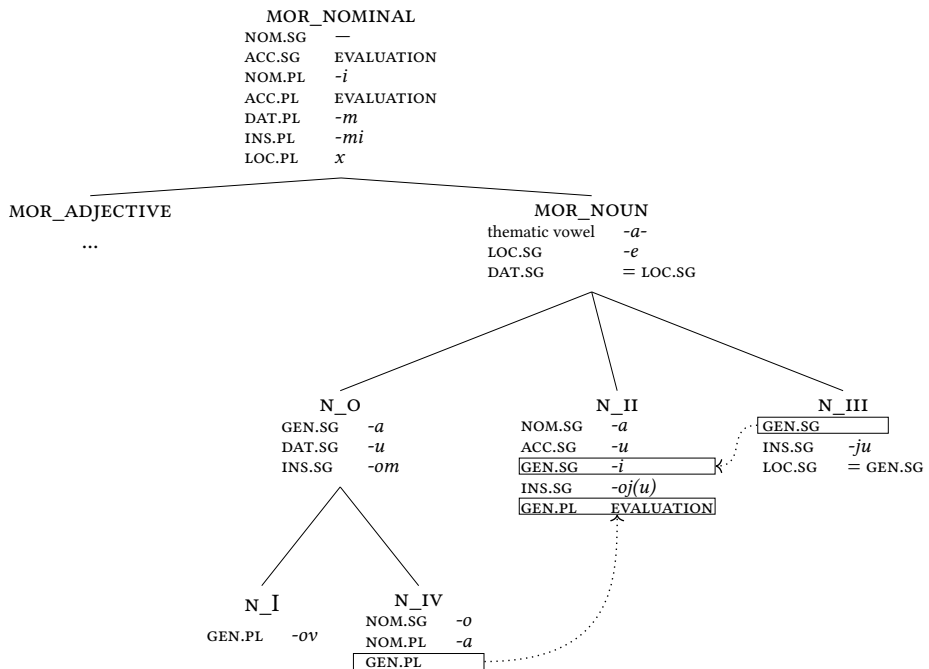 MOR_NOMINAL
NOM.SG —
ACC.SG EVALUATION
NOM.PL -i
ACC.PL EVALUATION
DAT.PL -m
INS.PL -mi
LOC.PL x
MOR_ADJECTIVE
...
MOR_NOUN
thematic vowel -a-
LOC.SG -e
DAT.SG = LOC.SG
N_O
GEN.SG -a
DAT.SG -u
INS.SG -om
N_II
NOM.SG -a
ACC.SG -u
GEN.SG -i
INS.SG -oj(u)
GEN.PL EVALUATION
N_III
GEN.SG
INS.SG -ju
LOC.SG = GEN.SG
N_I
GEN.PL -ov
N_IV
NOM.SG -o
NOM.PL -a
GEN.PL